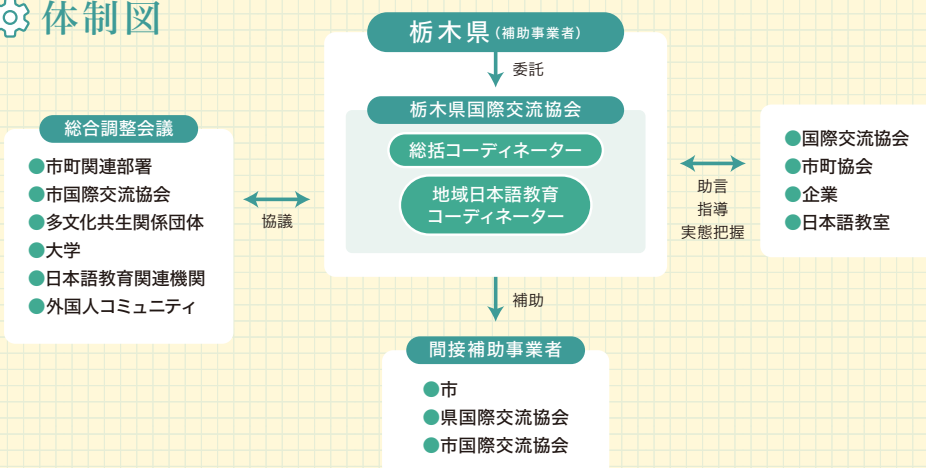 体制図
栃木県(補助事業者)
委託
栃木県国際交流協会
総括コーディネーター
地域日本語教育
コーディネーター
総合調整会議
●市町関連部署
●市国際交流協会
●多文化共生関係団体
●大学
●日本語教育関連機関
●外国人コミュニティ
協議
助言
指導
実態把握
●国際交流協会
●市町協会
●企業
●日本語教室
補助
間接補助事業者
●市
●県国際交流協会
●市国際交流協会